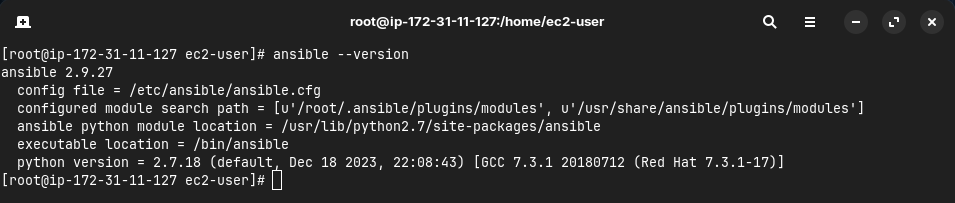 root@ip-172-31-11-127:/home/ec2-user
[root@ip-172-31-11-127 ec2-user]# ansible --version
ansible 2.9.27
  config file = /etc/ansible/ansible.cfg
  configured module search path = [u'/root/.ansible/plugins/modules', u'/usr/share/ansible/plugins/modules']
  ansible python module location = /usr/lib/python2.7/site-packages/ansible
  executable location = /bin/ansible
  python version = 2.7.18 (default, Dec 18 2023, 22:08:43) [GCC 7.3.1 20180712 (Red Hat 7.3.1-17)]
[root@ip-172-31-11-127 ec2-user]#